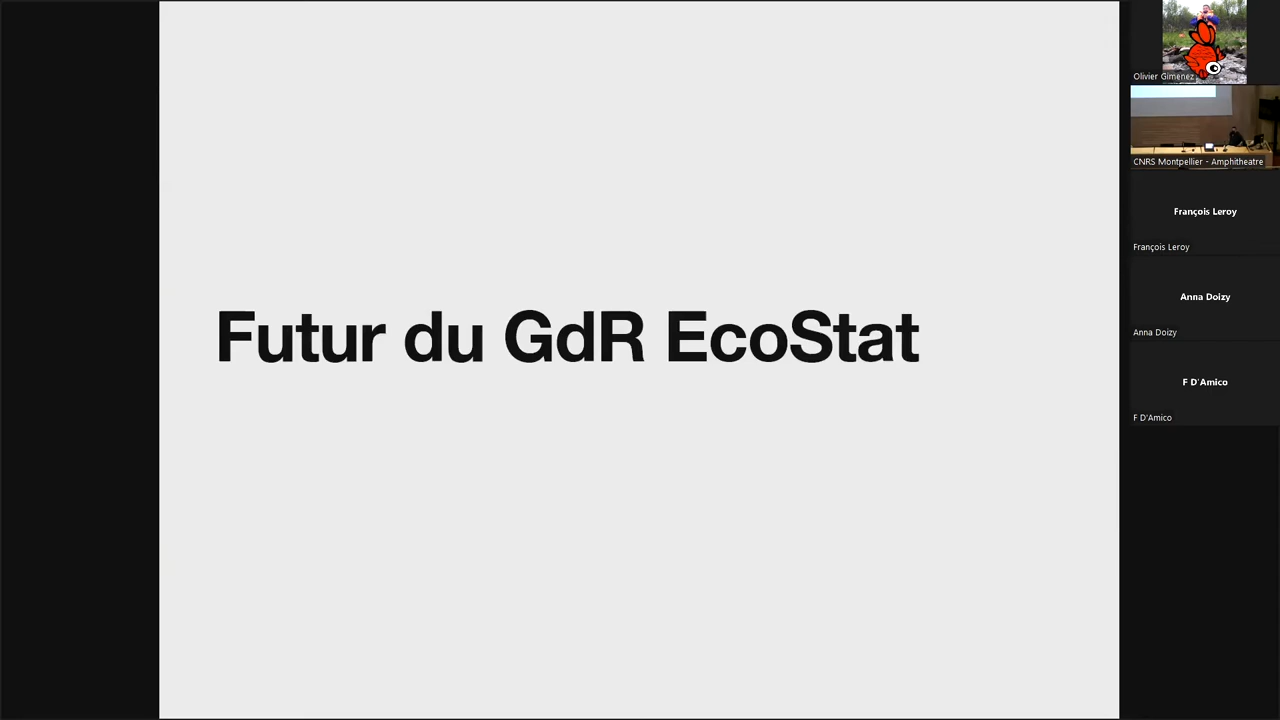 Futur du GdR EcoStat
Olivier Gimenez
CNRS Montpellier - Amphitheatre
François Leroy
François Leroy
Anna Doizy
Anna Doizy
F D'Amico
F D'Amico